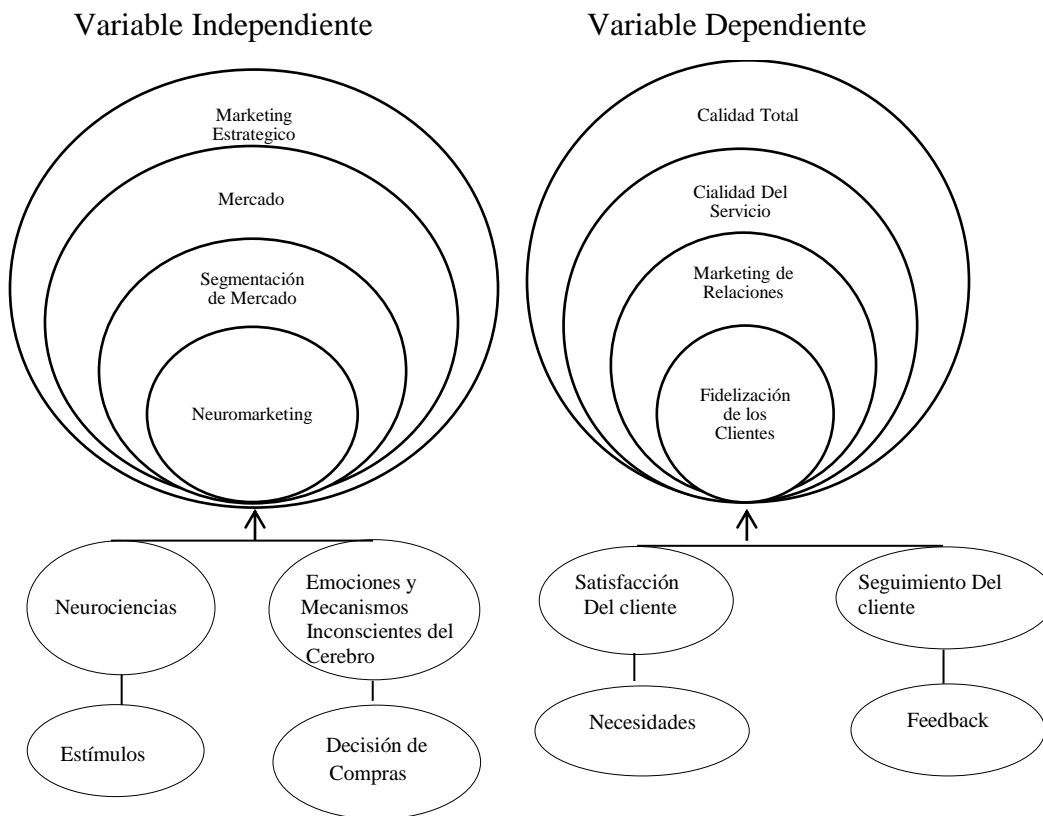 Variable Independiente
Marketing
Estrategico
Mercado
Segmentación
de Mercado
Neuromarketing
Neurociencias
Emociones y
Mecanismos
Inconscientes del
Cerebro
Estímulos
Decisión de
Compras
Variable Dependiente
Calidad Total
Cialidad Del
Servicio
Marketing de
Relaciones
Fidelización
de los
Clientes
Satisfacción
Del cliente
Seguimiento Del
cliente
Necesidades
Feedback